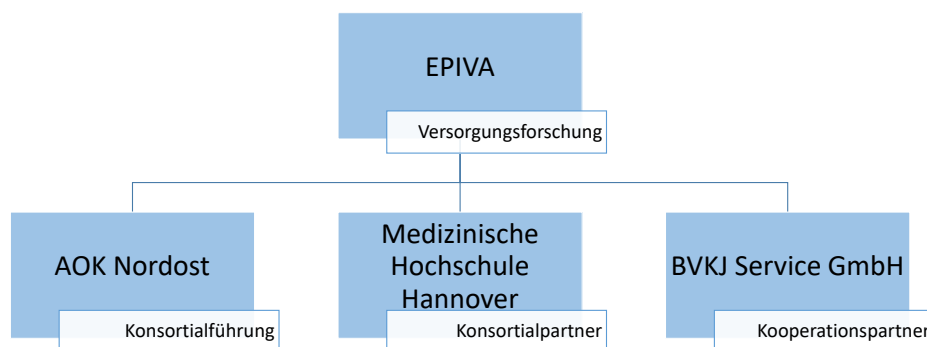 EPIVA
Versorgungsforschung
AOK Nordost
Konsortialführung
Medizinische
Hochschule
Hannover
Konsortialpartner
BVKJ Service GmbH
Kooperationspartner